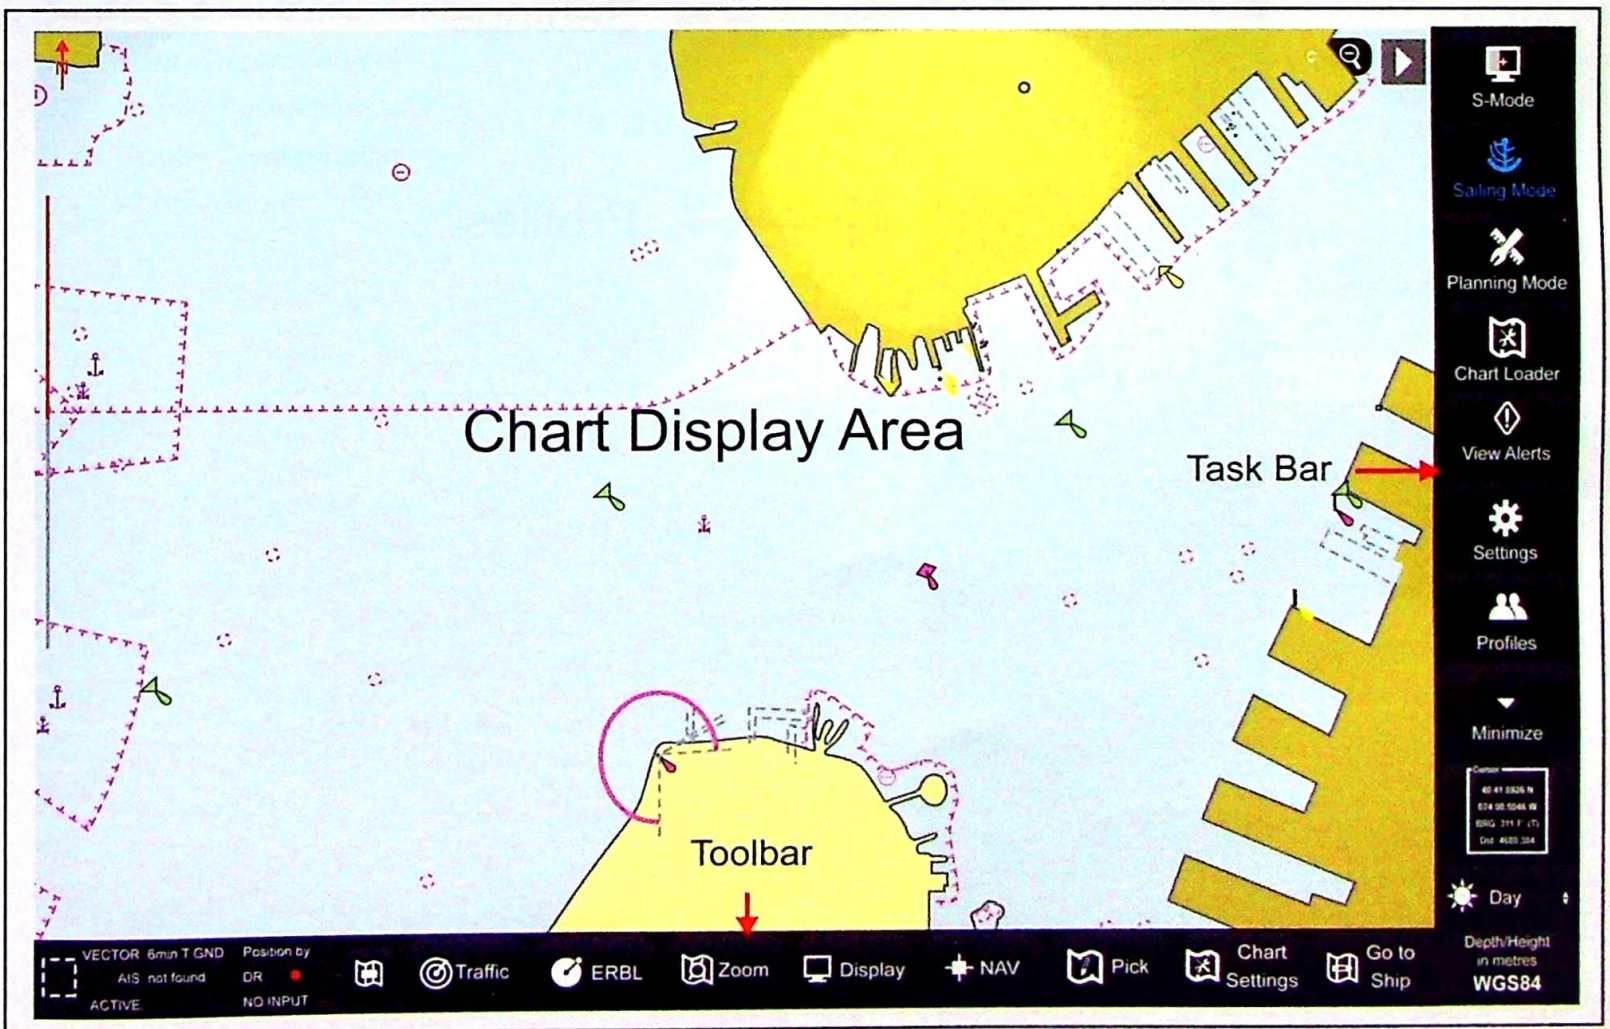 S-Mode
Sailing Mode
Planning Mode
Chart Loader
Chart Display Area
View Alerts
Task Bar
Settings
Profiles
Minimize
Cursor
Toolbar
Day
VECTOR 6min T GND
AIS not found
ACTIVE
Position by
DR
NO INPUT
Traffic
ERBL
Zoom
Display
NAV
Pick
Chart
Settings
Go to
Ship
Depth/Height
in metres
WGS84